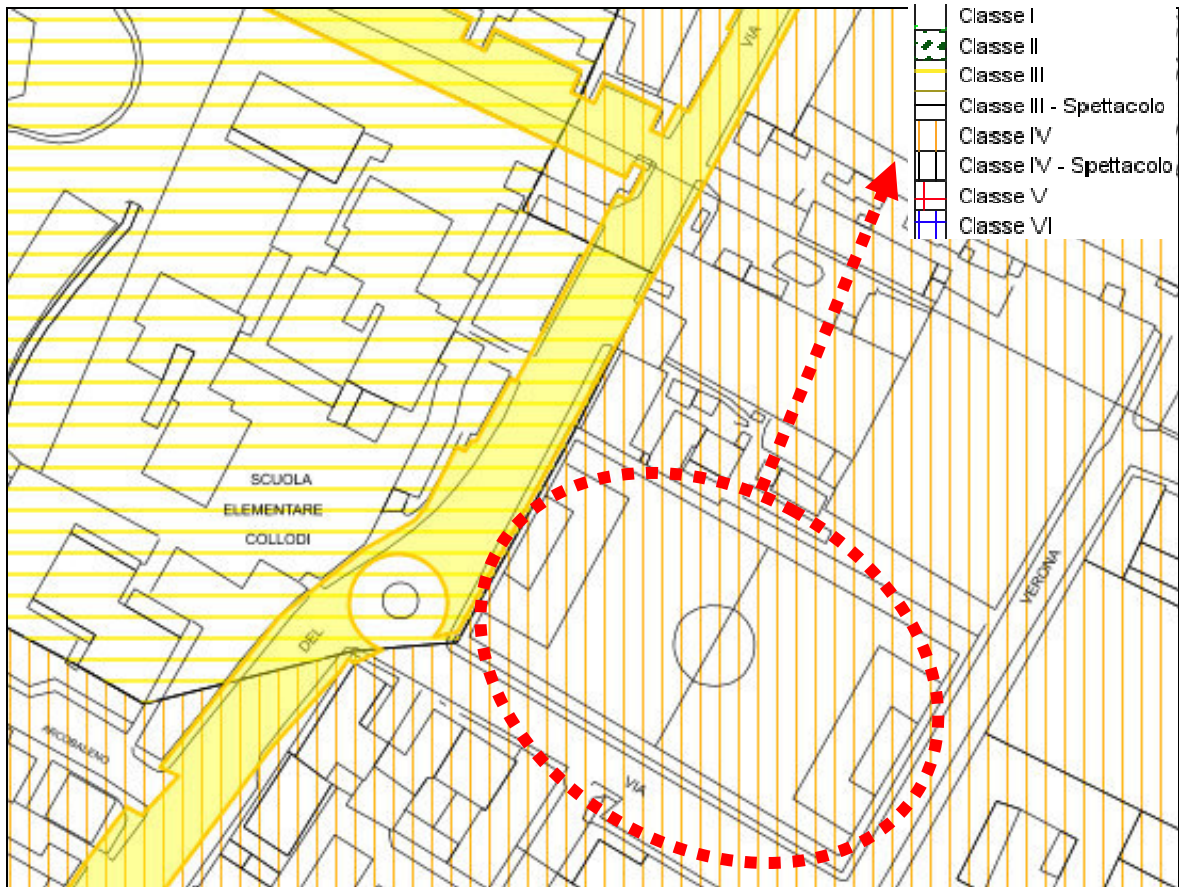 VIA
Classe I
Classe II
Classe III
Classe III - Spettacolo
Classe IV
Classe IV - Spettacolo
Classe V
Classe VI
SCUOLA
ELEMENTARE
COLLODI
VERONA
DEL
ARCOBALENO
VIA